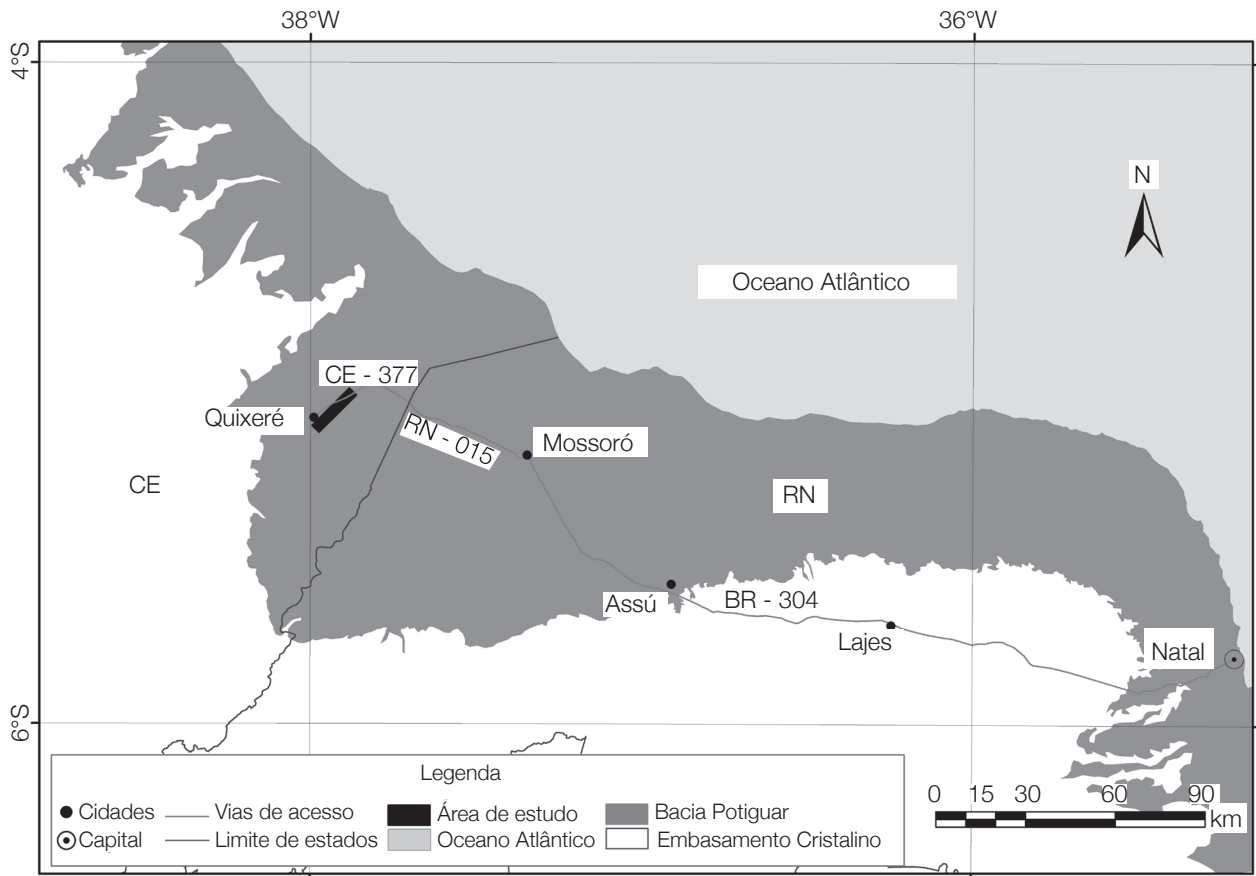 38°W
36°W
4°S
N
Oceano Atlântico
CE - 377
Quixeré
RN - 015
Mossoró
CE
RN
Assú
BR - 304
Lajes
Natal
6°S
Legenda
Cidades
Vias de acesso
Área de estudo
Bacia Potiguar
Capital
Limite de estados
Oceano Atlântico
Embasamento Cristalino
0 15 30 60 90
km